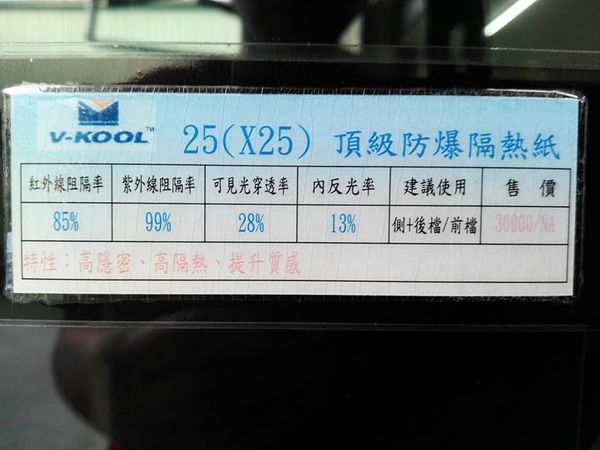 V-KOOL™ 25(X25) 頂級防爆隔熱紙
紅外線阻隔率 紫外線阻隔率 可見光穿透率 內反光率 建議使用 售價
85% 99% 28% 13% 側+後檔/前檔 30000/NA
特性：高隱密、高隔熱、提升質感